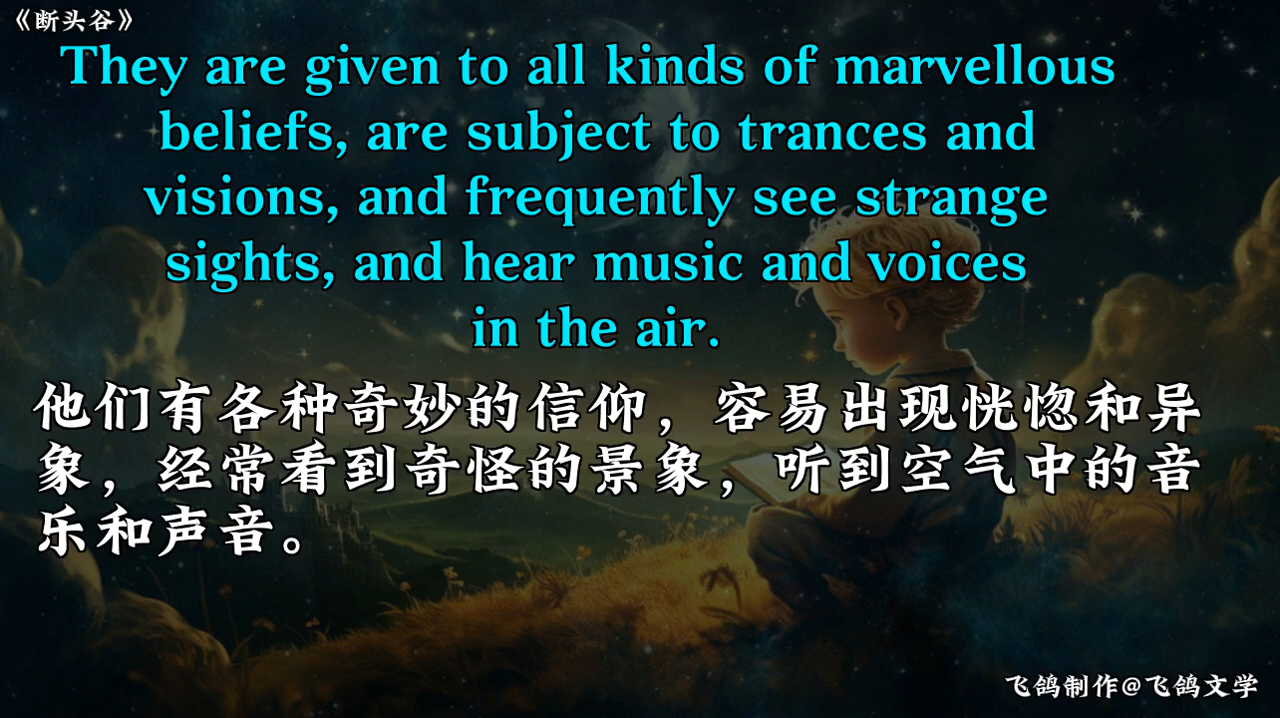 《断头谷》
They are given to all kinds of marvellous
beliefs, are subject to trances and
visions, and frequently see strange
sights, and hear music and voices
in the air.
他们有各种奇妙的信仰，容易出现恍惚和异
象，经常看到奇怪的景象，听到空气中的音
乐和声音。
飞鸽制作@飞鸽文学